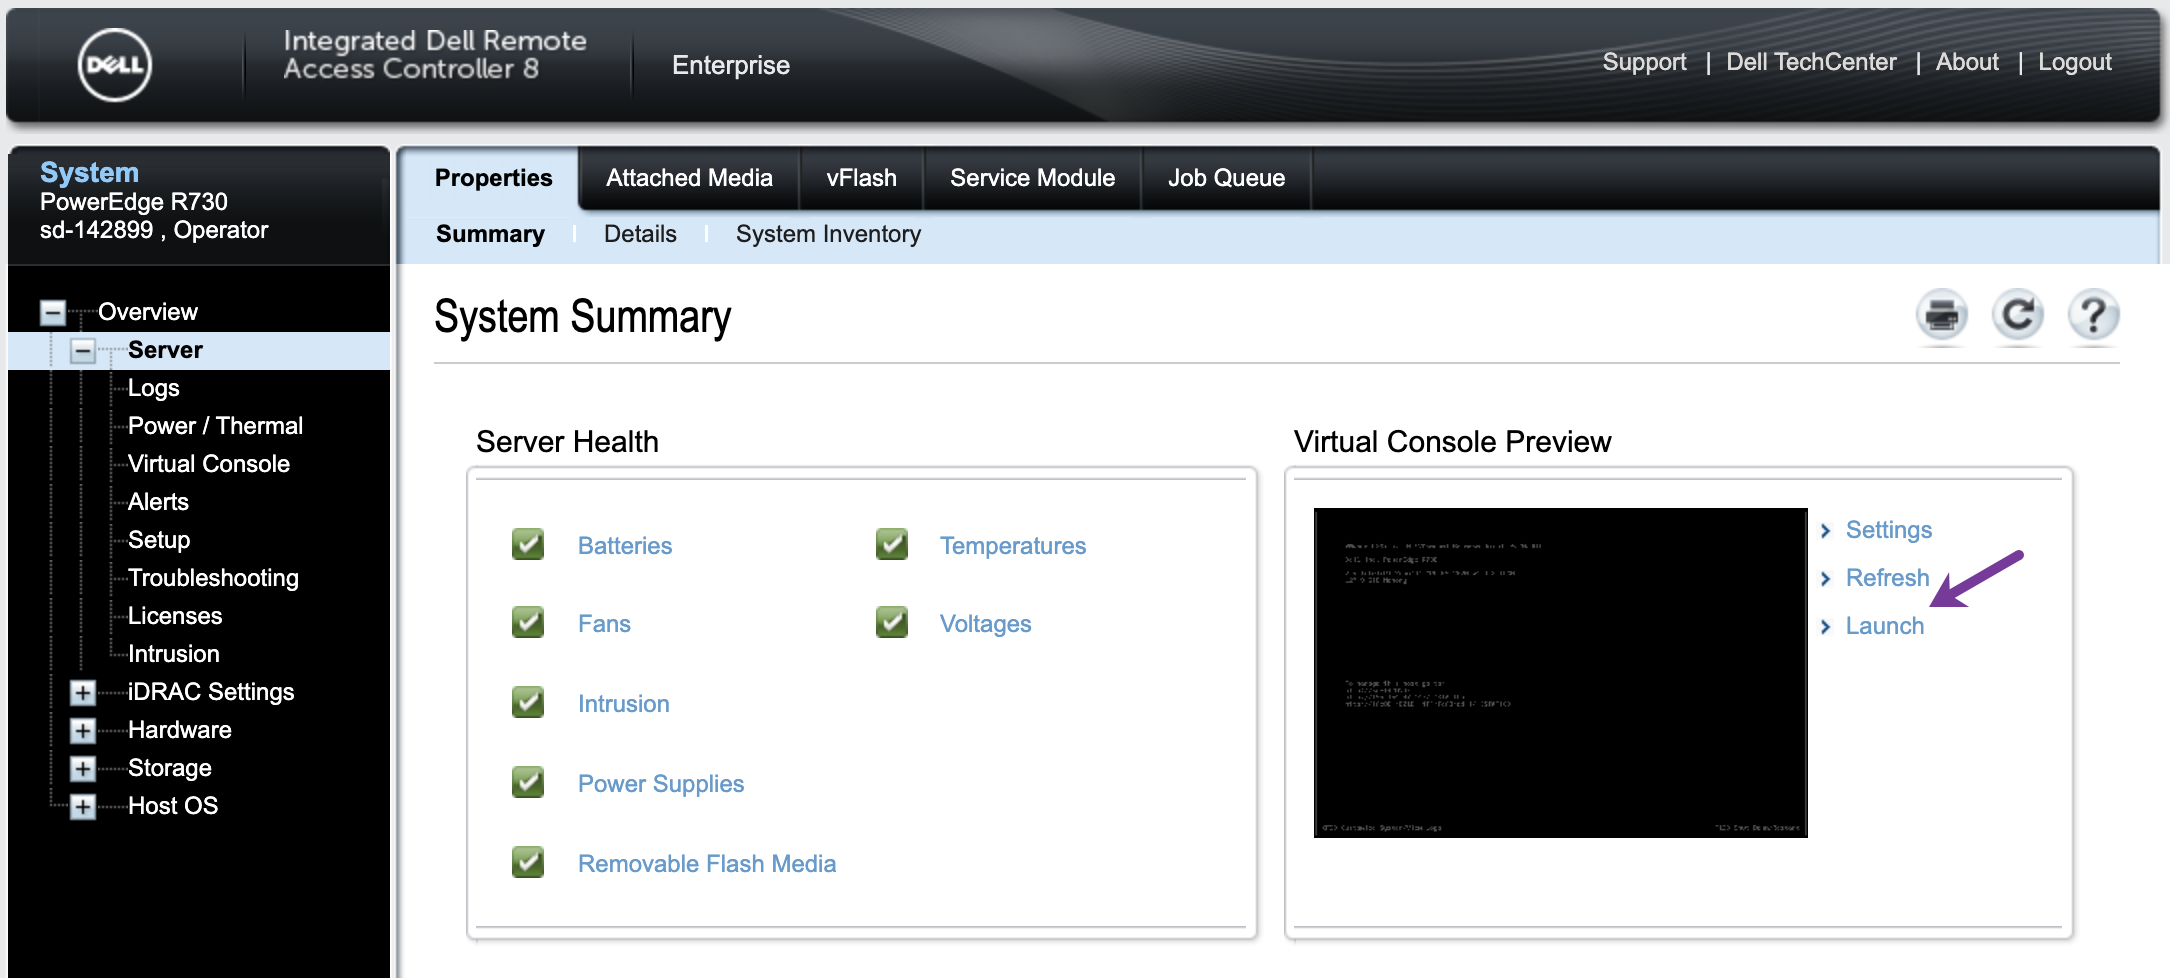 DELL
Integrated Dell Remote
Access Controller 8
Enterprise
Support | Dell TechCenter | About | Logout
System
PowerEdge R730
sd-142899 , Operator
Properties
Attached Media
vFlash
Service Module
Job Queue
Summary
Details
System Inventory
Overview
Server
Logs
Power / Thermal
Virtual Console
Alerts
Setup
Troubleshooting
Licenses
Intrusion
iDRAC Settings
Hardware
Storage
Host OS
System Summary
Server Health
Batteries
Temperatures
Fans
Voltages
Intrusion
Power Supplies
Removable Flash Media
Virtual Console Preview
Settings
Refresh
Launch